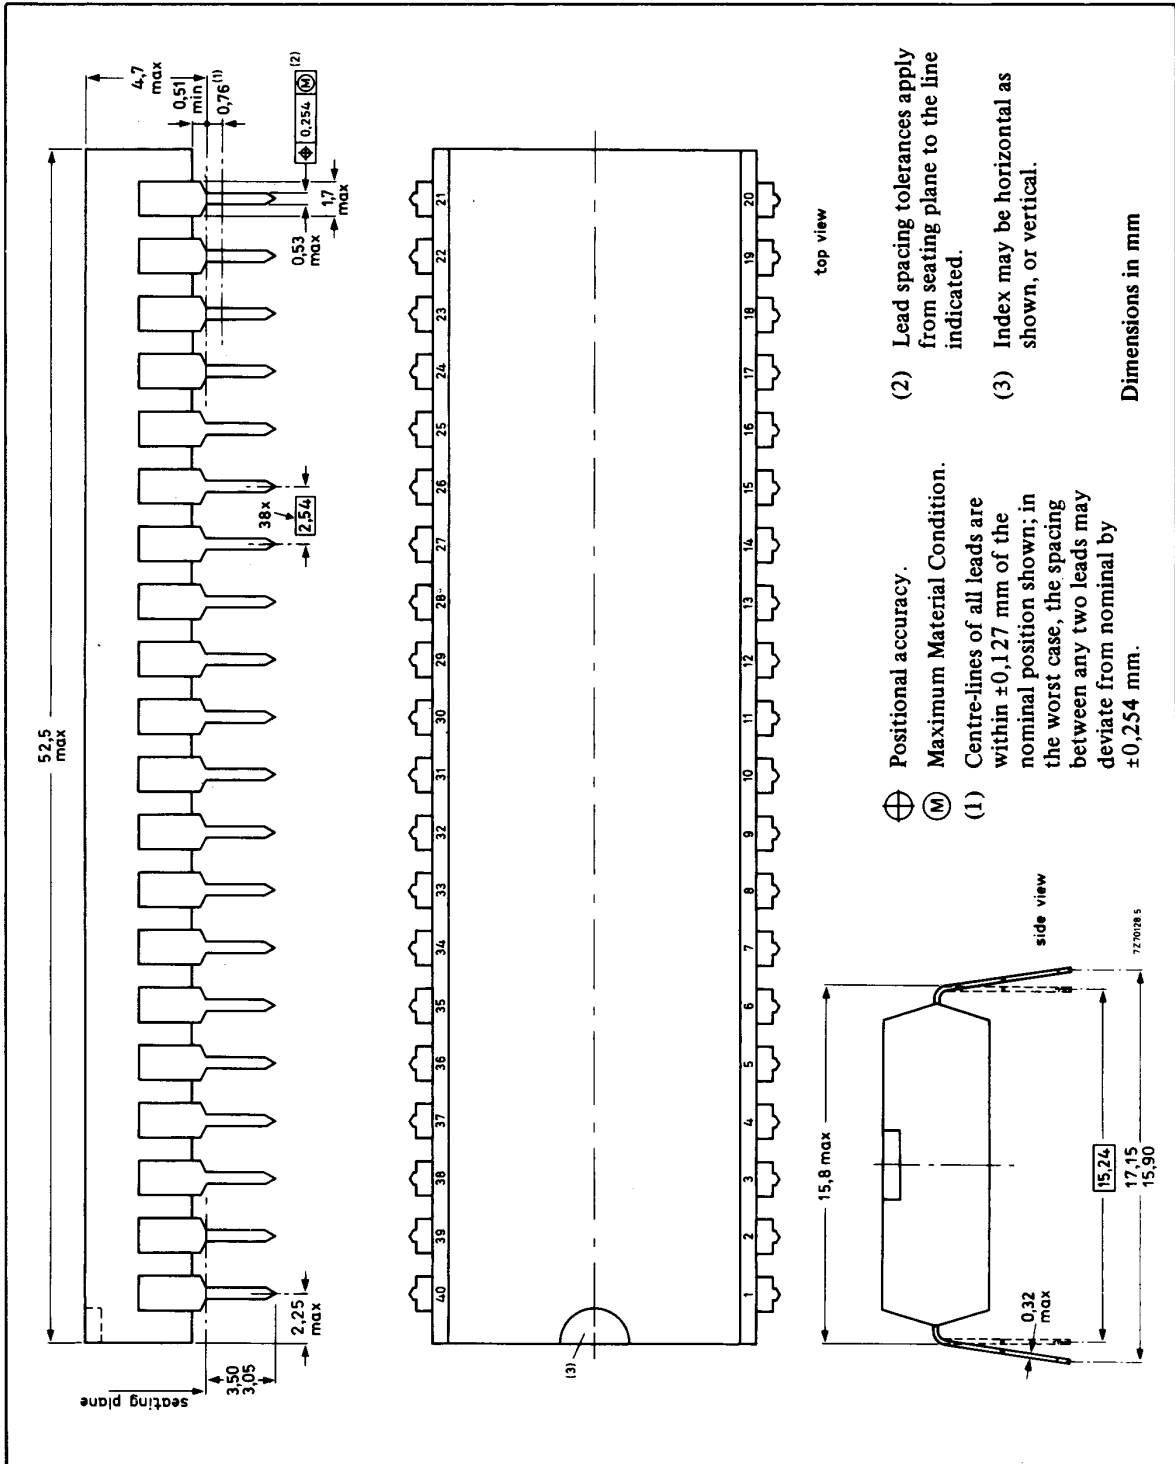 52,5
max
4,7
max
0,51
min
0,76(1)
0,254 M (2)
1,7
max
0,53
max
38x
2,54
2,25
max
3,50
3,05
seating plane
40 39 38 37 36 35 34 33 32 31 30 29 28 27 26 25 24 23 22 21
(3)
1 2 3 4 5 6 7 8 9 10 11 12 13 14 15 16 17 18 19 20
top view
15,8 max
0,32
max
15,24
17,15
15,90
side view
7Z70128.5
Positional accuracy.
M Maximum Material Condition.
(1) Centre-lines of all leads are
within ±0,127 mm of the
nominal position shown; in
the worst case, the spacing
between any two leads may
deviate from nominal by
±0,254 mm.
(2) Lead spacing tolerances apply
from seating plane to the line
indicated.
(3) Index may be horizontal as
shown, or vertical.
Dimensions in mm